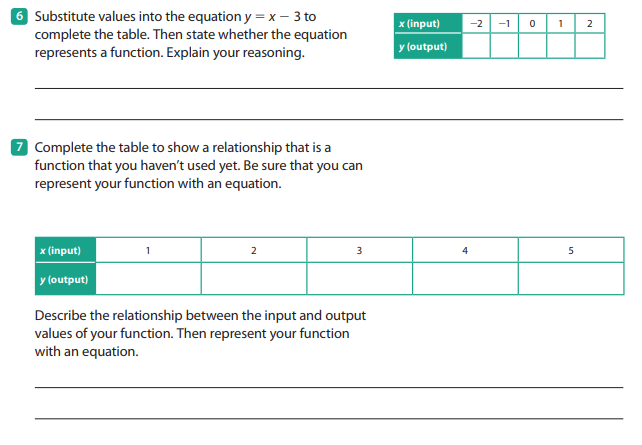 6 Substitute values into the equation y = x − 3 to
complete the table. Then state whether the equation
represents a function. Explain your reasoning.
x (input) −2 −1 0 1 2
y (output)
7 Complete the table to show a relationship that is a
function that you haven’t used yet. Be sure that you can
represent your function with an equation.
x (input) 1 2 3 4 5
y (output)
Describe the relationship between the input and output
values of your function. Then represent your function
with an equation.